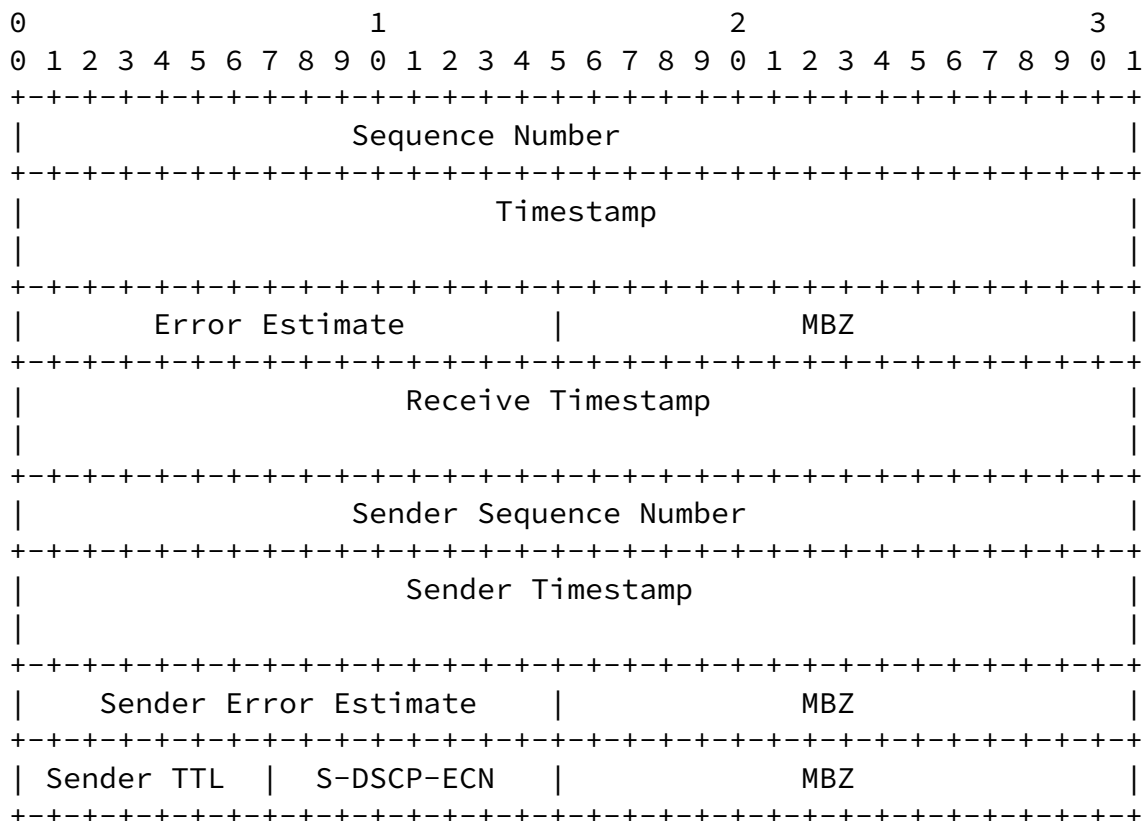 0                   1                   2                   3
0 1 2 3 4 5 6 7 8 9 0 1 2 3 4 5 6 7 8 9 0 1 2 3 4 5 6 7 8 9 0 1
+-+-+-+-+-+-+-+-+-+-+-+-+-+-+-+-+-+-+-+-+-+-+-+-+-+-+-+-+-+-+-+
|                  Sequence Number                            |
+-+-+-+-+-+-+-+-+-+-+-+-+-+-+-+-+-+-+-+-+-+-+-+-+-+-+-+-+-+-+-+
|                          Timestamp                          |
|                                                             |
+-+-+-+-+-+-+-+-+-+-+-+-+-+-+-+-+-+-+-+-+-+-+-+-+-+-+-+-+-+-+-+
|       Error Estimate        |             MBZ               |
+-+-+-+-+-+-+-+-+-+-+-+-+-+-+-+-+-+-+-+-+-+-+-+-+-+-+-+-+-+-+-+
|                     Receive Timestamp                       |
|                                                             |
+-+-+-+-+-+-+-+-+-+-+-+-+-+-+-+-+-+-+-+-+-+-+-+-+-+-+-+-+-+-+-+
|                  Sender Sequence Number                     |
+-+-+-+-+-+-+-+-+-+-+-+-+-+-+-+-+-+-+-+-+-+-+-+-+-+-+-+-+-+-+-+
|                     Sender Timestamp                        |
|                                                             |
+-+-+-+-+-+-+-+-+-+-+-+-+-+-+-+-+-+-+-+-+-+-+-+-+-+-+-+-+-+-+-+
|    Sender Error Estimate    |             MBZ               |
+-+-+-+-+-+-+-+-+-+-+-+-+-+-+-+-+-+-+-+-+-+-+-+-+-+-+-+-+-+-+-+
| Sender TTL  |  S-DSCP-ECN   |             MBZ               |
+-+-+-+-+-+-+-+-+-+-+-+-+-+-+-+-+-+-+-+-+-+-+-+-+-+-+-+-+-+-+-+